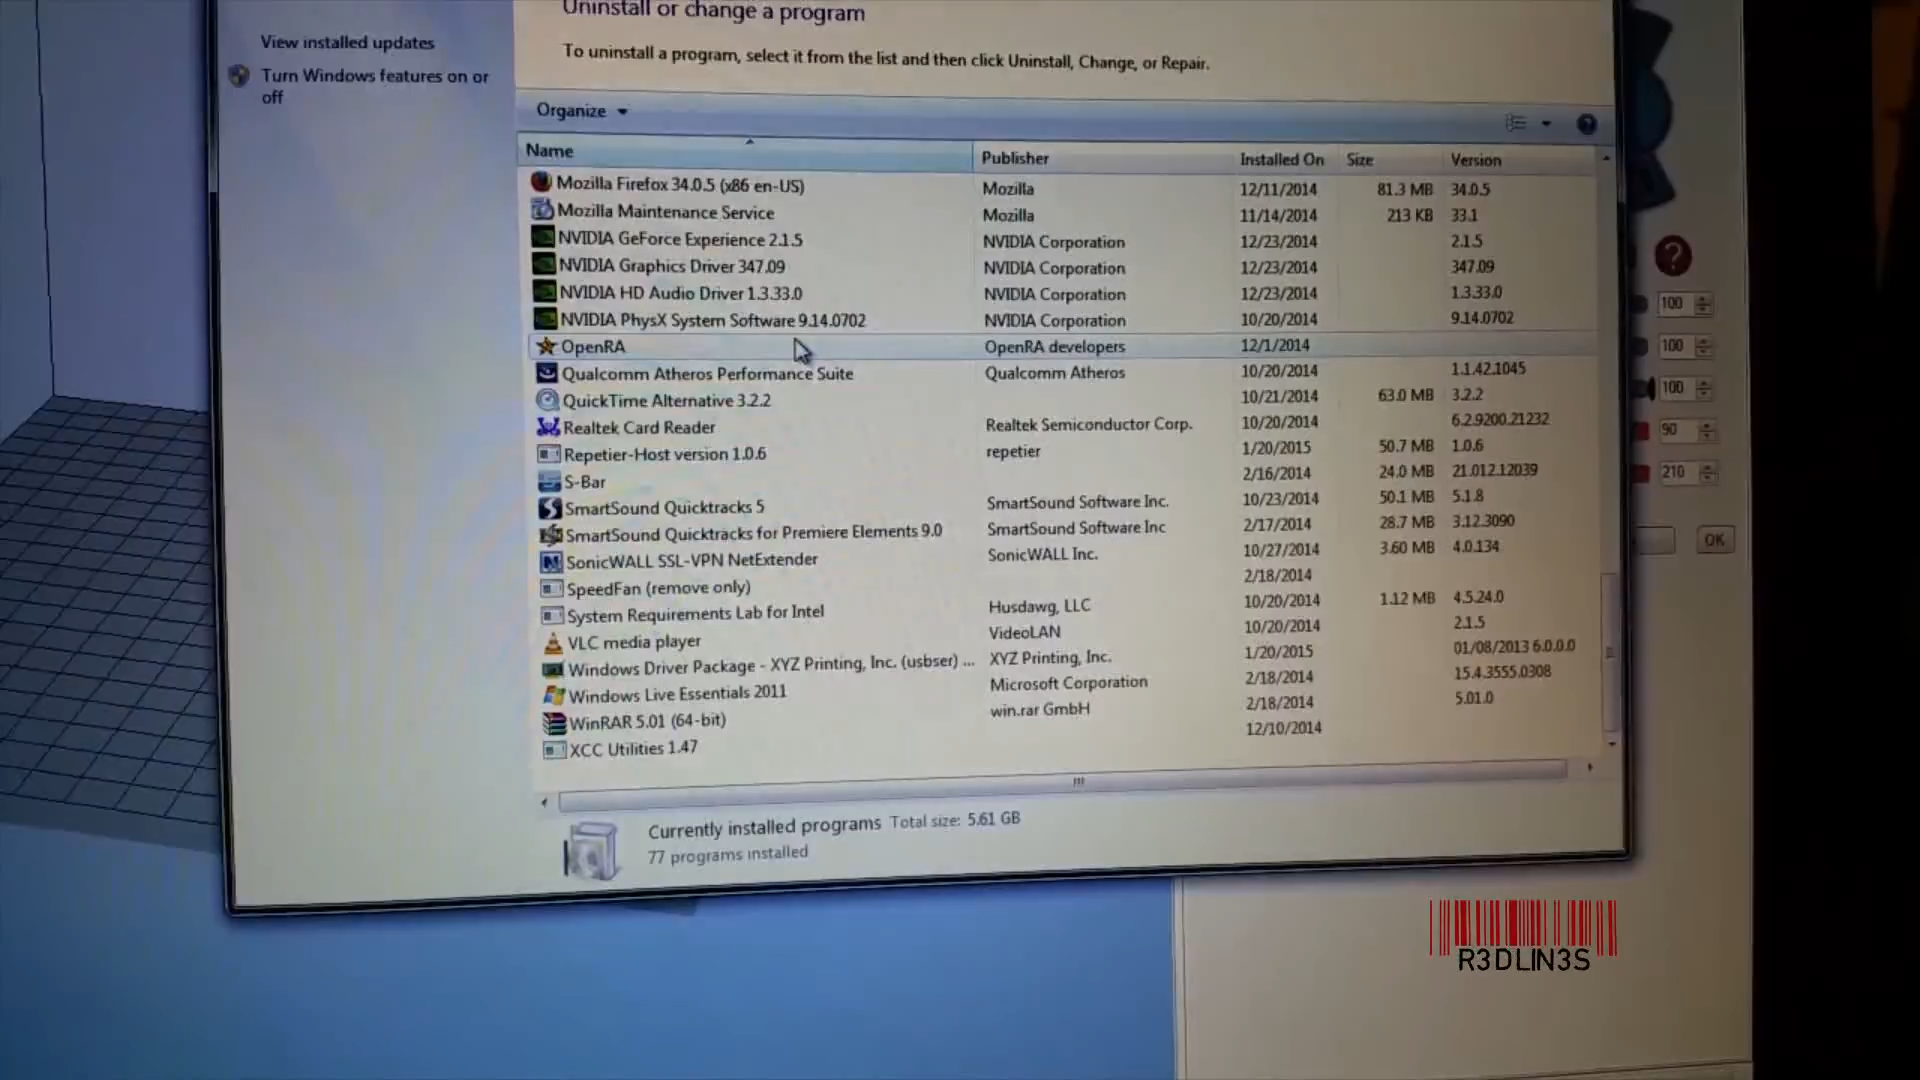 Uninstall or change a program
View installed updates
To uninstall a program, select it from the list and then click Uninstall, Change, or Repair.
Turn Windows features on or
off
Organize
Name Publisher Installed On Size Version
Mozilla Firefox 34.0.5 (x86 en-US) Mozilla 12/11/2014 81.3 MB 34.0.5
Mozilla Maintenance Service Mozilla 11/14/2014 213 KB 33.1
NVIDIA GeForce Experience 2.1.5 NVIDIA Corporation 12/23/2014 2.1.5
NVIDIA Graphics Driver 347.09 NVIDIA Corporation 12/23/2014 347.09
NVIDIA HD Audio Driver 1.3.33.0 NVIDIA Corporation 12/23/2014 1.3.33.0
NVIDIA PhysX System Software 9.14.0702 NVIDIA Corporation 10/20/2014 9.14.0702
OpenRA OpenRA developers 12/1/2014
Qualcomm Atheros Performance Suite Qualcomm Atheros 10/20/2014 1.1.42.1045
QuickTime Alternative 3.2.2 10/21/2014 63.0 MB 3.2.2
Realtek Card Reader Realtek Semiconductor Corp. 10/20/2014 6.2.9200.21232
Repetier-Host version 1.0.6 repetier 1/20/2015 50.7 MB 1.0.6
S-Bar 2/16/2014 24.0 MB 21.012.12039
SmartSound Quicktracks 5 SmartSound Software Inc. 10/23/2014 50.1 MB 5.1.8
SmartSound Quicktracks for Premiere Elements 9.0 SmartSound Software Inc 2/17/2014 28.7 MB 3.12.3090
SonicWALL SSL-VPN NetExtender SonicWALL Inc. 10/27/2014 3.60 MB 4.0.134
SpeedFan (remove only) 2/18/2014
System Requirements Lab for Intel Husdawg, LLC 10/20/2014 1.12 MB 4.5.24.0
VLC media player VideoLAN 10/20/2014 2.1.5
Windows Driver Package - XYZ Printing, Inc. (usbser) ... XYZ Printing, Inc. 1/20/2015 01/08/2013 6.0.0.0
Windows Live Essentials 2011 Microsoft Corporation 2/18/2014 15.4.3555.0308
WinRAR 5.01 (64-bit) win.rar GmbH 2/18/2014 5.01.0
XCC Utilities 1.47 12/10/2014
Currently installed programs Total size: 5.61 GB
77 programs installed
?
100
100
100
90
210
OK
R3DLIN3S